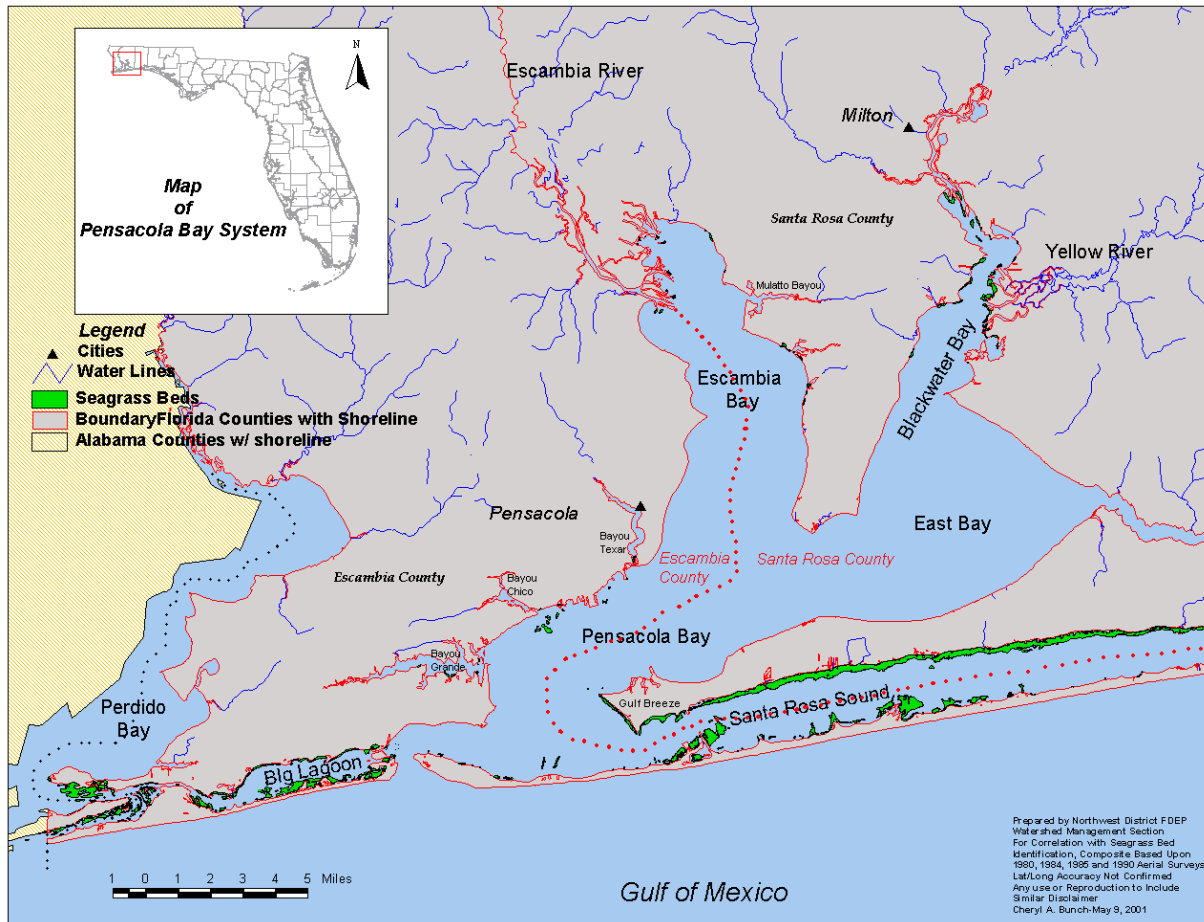 N
Map
of
Pensacola Bay System
Escambia River
Milton
Santa Rosa County
Yellow River
Mulatto Bayou
Legend
Cities
Water Lines
Seagrass Beds
BoundaryFlorida Counties with Shoreline
Alabama Counties w/ shoreline
Escambia
Bay
Blackwater Bay
Pensacola
Bayou
Texar
East Bay
Escambia
County
Santa Rosa County
Escambia County
Bayou
Chico
Pensacola Bay
Bayou
Grande
Gulf Breeze
Santa Rosa Sound
Perdido
Bay
BIg Lagoon
1 0 1 2 3 4 5 Miles
Gulf of Mexico
Prepared by Northwest District FDEP
Watershed Management Section
For Correlation with Seagrass Bed
Identification, Composite Based Upon
1980, 1984, 1985 and 1990 Aerial Surveys
Lat/Long Accuracy Not Confirmed
Any use or Reproduction to Include
Similar Disclaimer
Cheryl A. Bunch-May 9, 2001